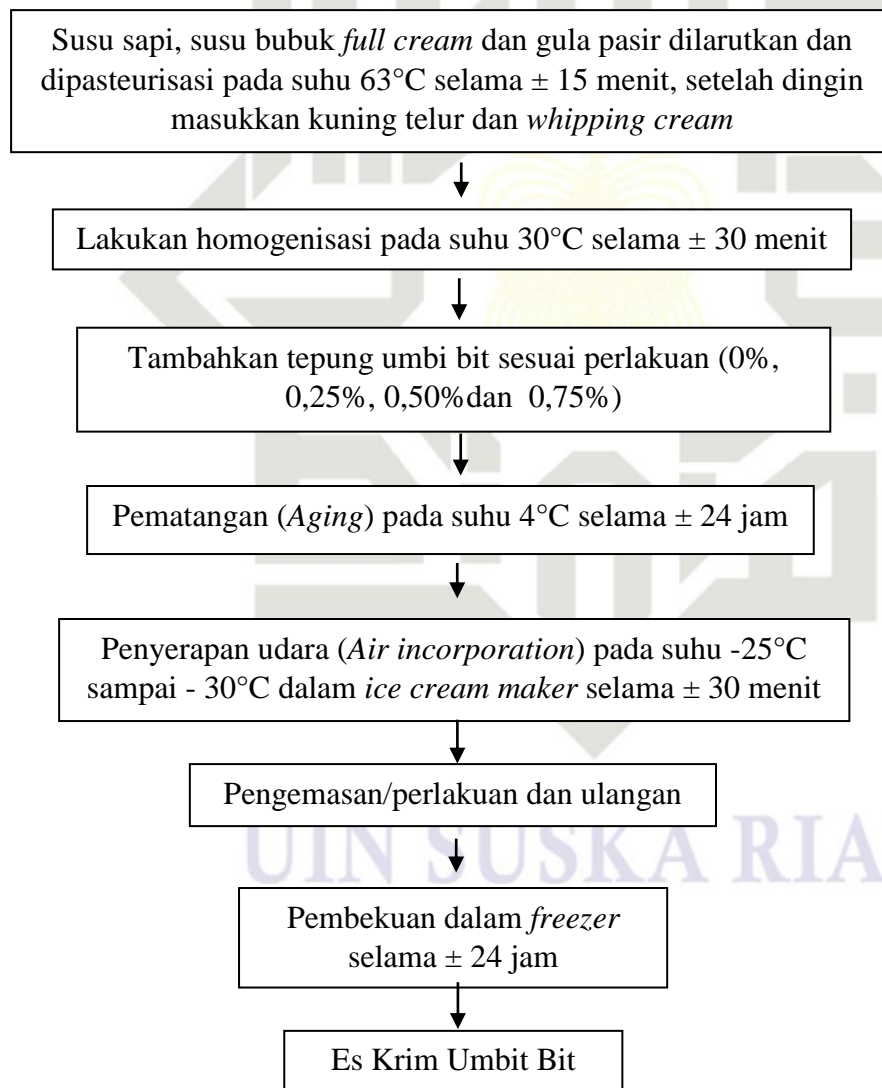 Susu sapi, susu bubuk full cream dan gula pasir dilarutkan dan
dipasteurisasi pada suhu 63°C selama ± 15 menit, setelah dingin
masukkan kuning telur dan whipping cream
Lakukan homogenisasi pada suhu 30°C selama ± 30 menit
Tambahkan tepung umbi bit sesuai perlakuan (0%,
0,25%, 0,50%dan  0,75%)
Pematangan (Aging) pada suhu 4°C selama ± 24 jam
Penyerapan udara (Air incorporation) pada suhu -25°C
sampai - 30°C dalam ice cream maker selama ± 30 menit
Pengemasan/perlakuan dan ulangan
UIN SUSKA RIA
Pembekuan dalam freezer
selama ± 24 jam
Es Krim Umbit Bit